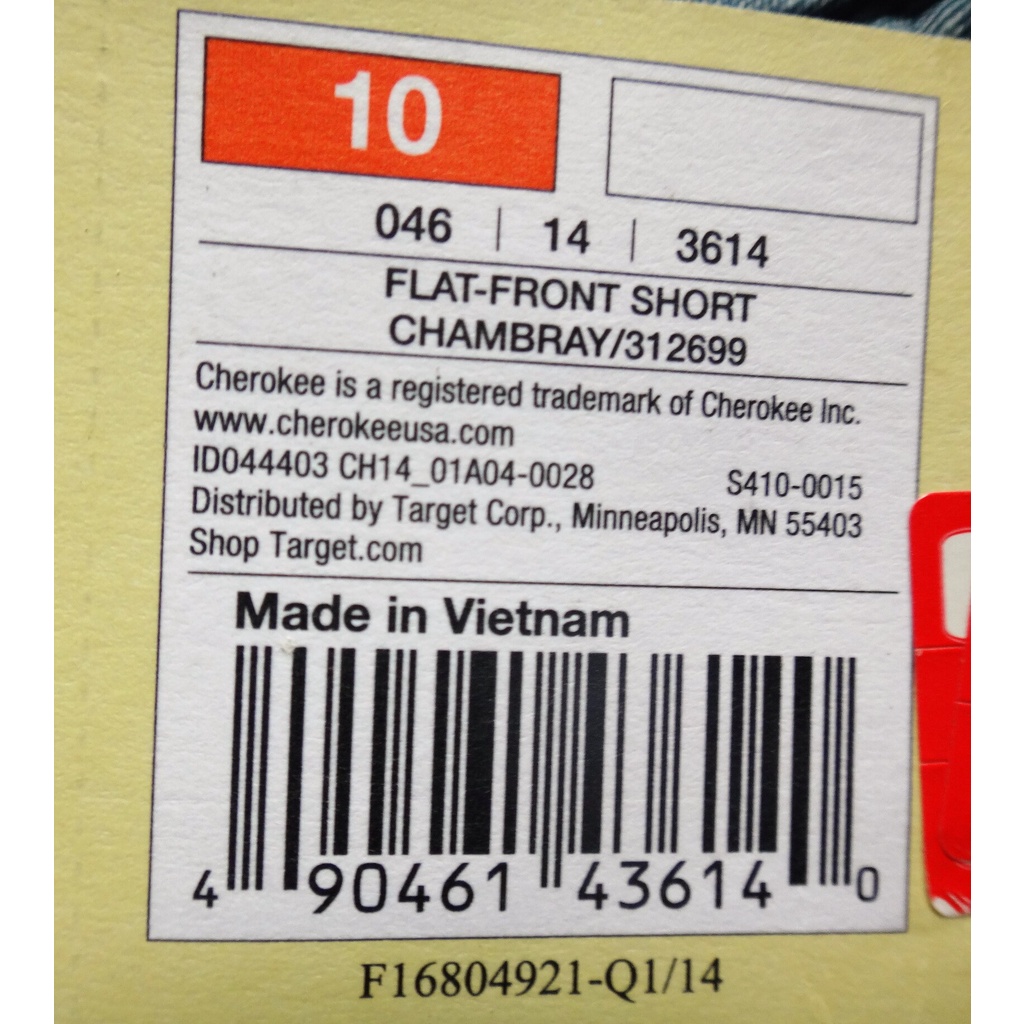 10
046 | 14 | 3614
FLAT-FRONT SHORT
CHAMBRAY/312699
Cherokee is a registered trademark of Cherokee Inc.
www.cherokeeusa.com
ID044403 CH14_01A04-0028 S410-0015
Distributed by Target Corp., Minneapolis, MN 55403
Shop Target.com
Made in Vietnam
4 90461 43614 0
F16804921-Q1/14